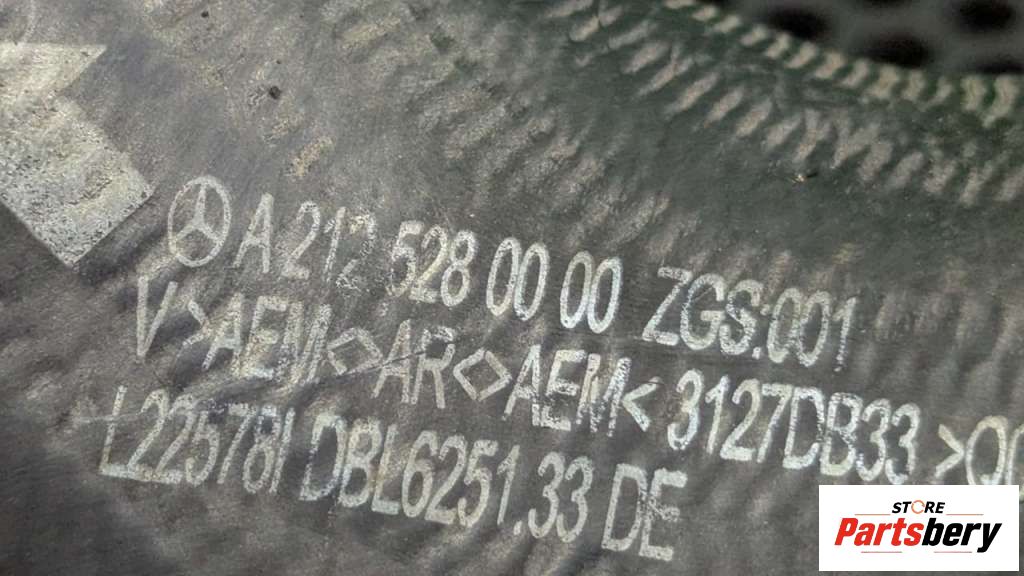 A 212 528 00 00 ZGS:001
V >AEM<>AR<>AEM< 3127DB33 >
L225781 DBL6251.33 DE
STORE
Partsbery